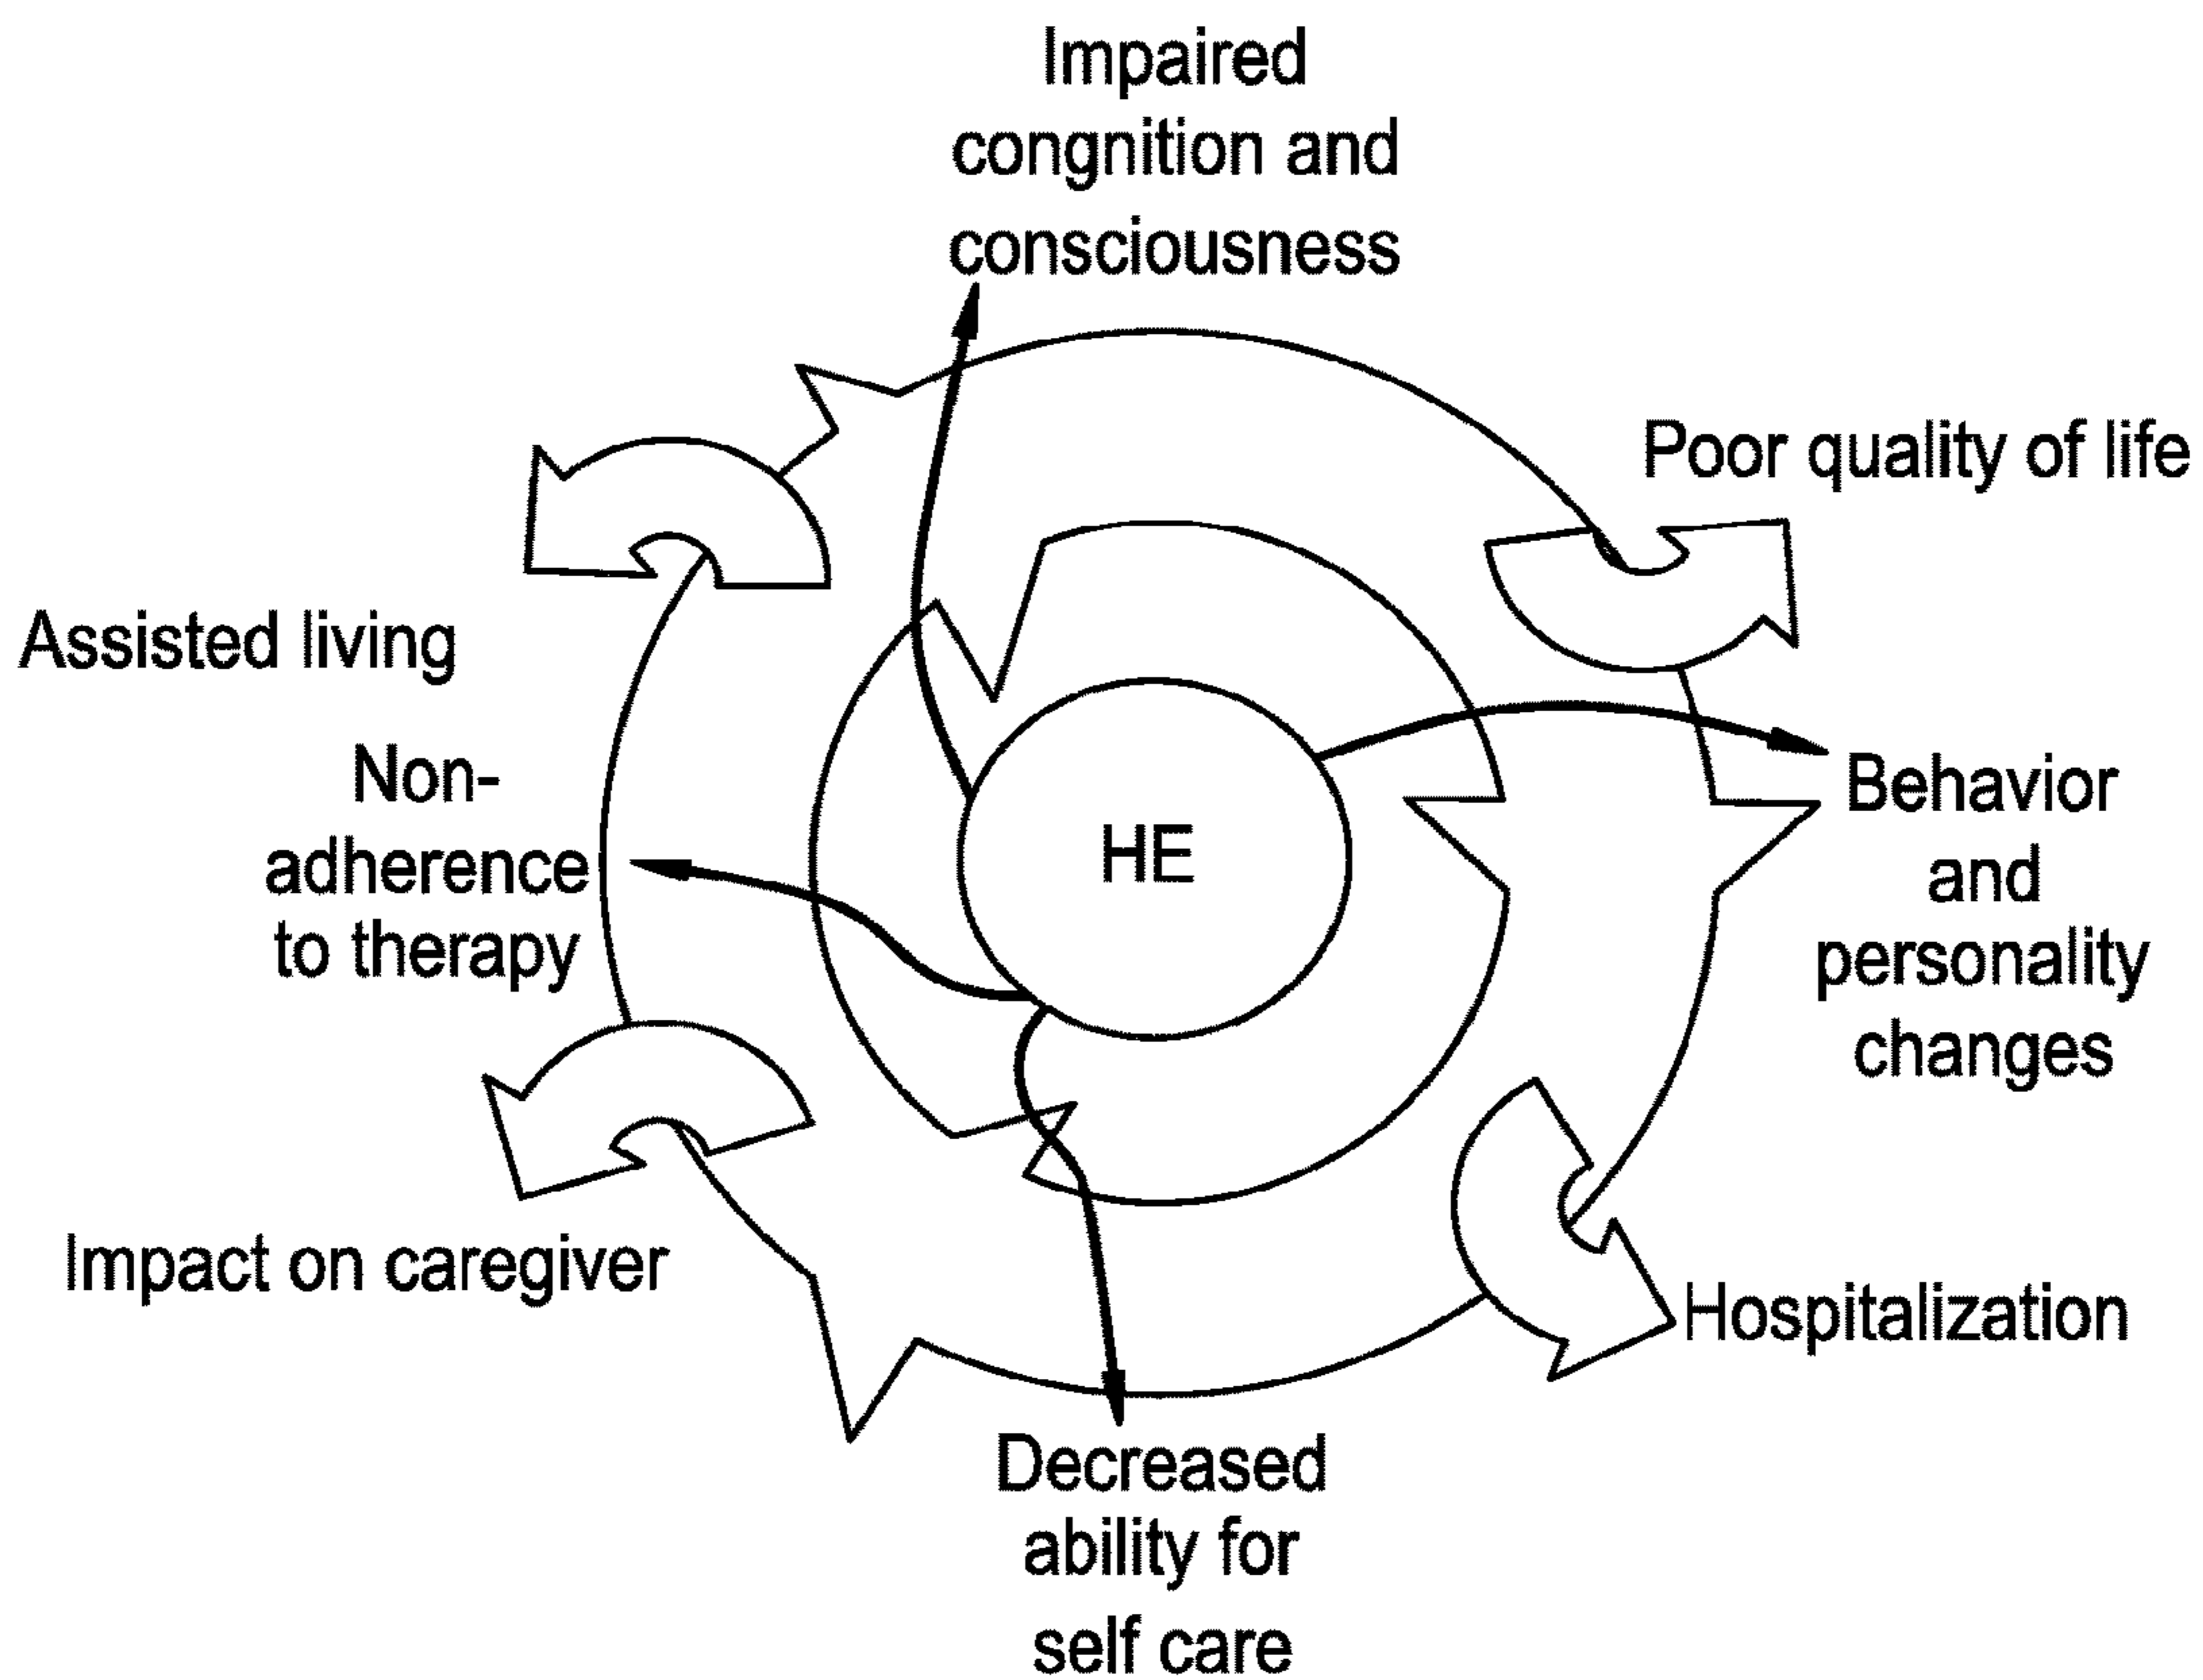 Impaired
congnition and
consciousness
Poor quality of life
Assisted living
Non-
adherence
to therapy
HE
Behavior
and
personality
changes
Impact on caregiver
Hospitalization
Decreased
ability for
self care